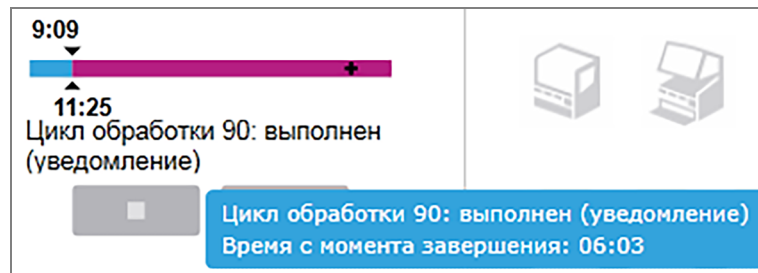 9:09
11:25
Цикл обработки 90: выполнен
(уведомление)
Цикл обработки 90: выполнен (уведомление)
Время с момента завершения: 06:03